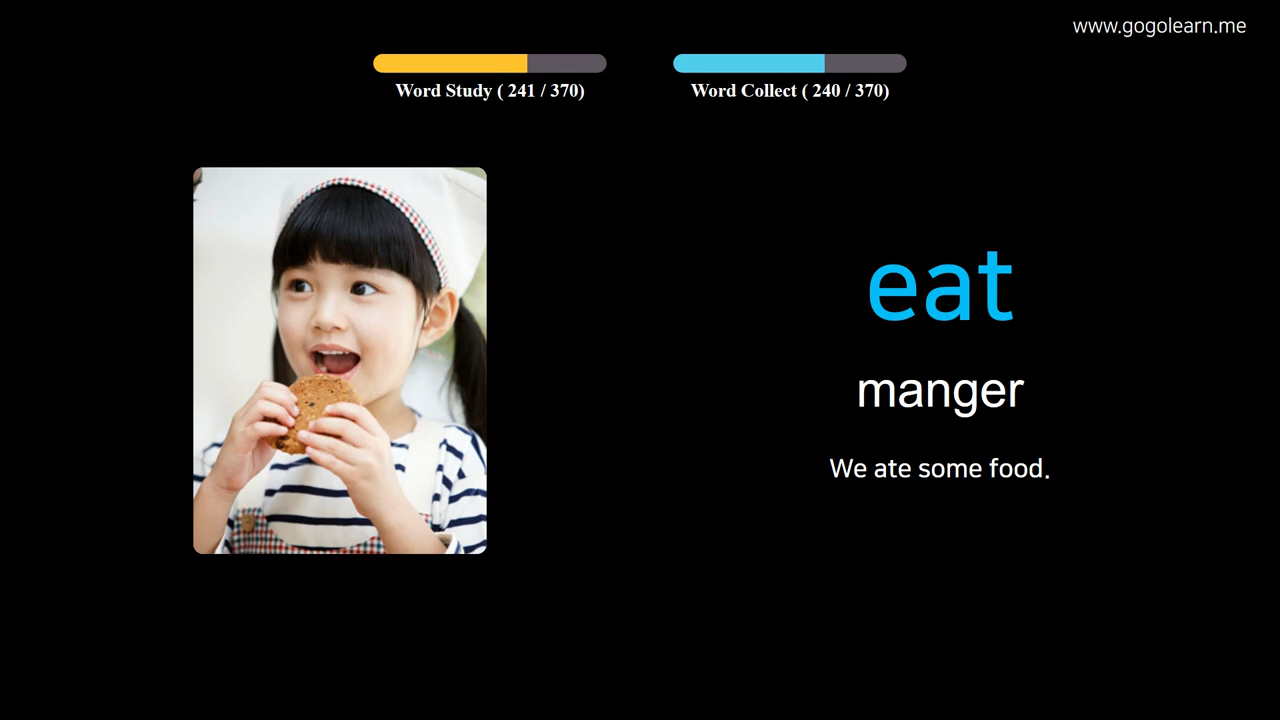 www.gogolearn.me
Word Study ( 241 / 370)
Word Collect ( 240 / 370)
eat
manger
We ate some food.